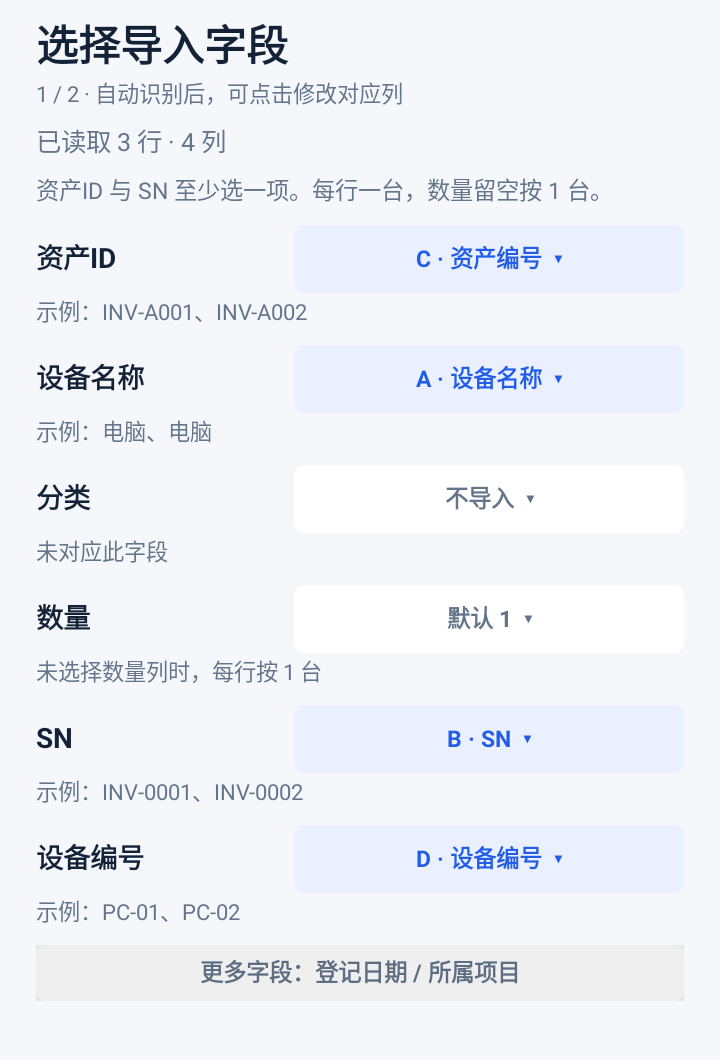 选择导入字段
1 / 2 · 自动识别后，可点击修改对应列
已读取 3 行 · 4 列
资产ID 与 SN 至少选一项。每行一台，数量留空按 1 台。
资产ID
C · 资产编号 ▼
示例：INV-A001、INV-A002
设备名称
A · 设备名称 ▼
示例：电脑、电脑
分类
不导入 ▼
未对应此字段
数量
默认 1 ▼
未选择数量列时，每行按 1 台
SN
B · SN ▼
示例：INV-0001、INV-0002
设备编号
D · 设备编号 ▼
示例：PC-01、PC-02
更多字段：登记日期 / 所属项目